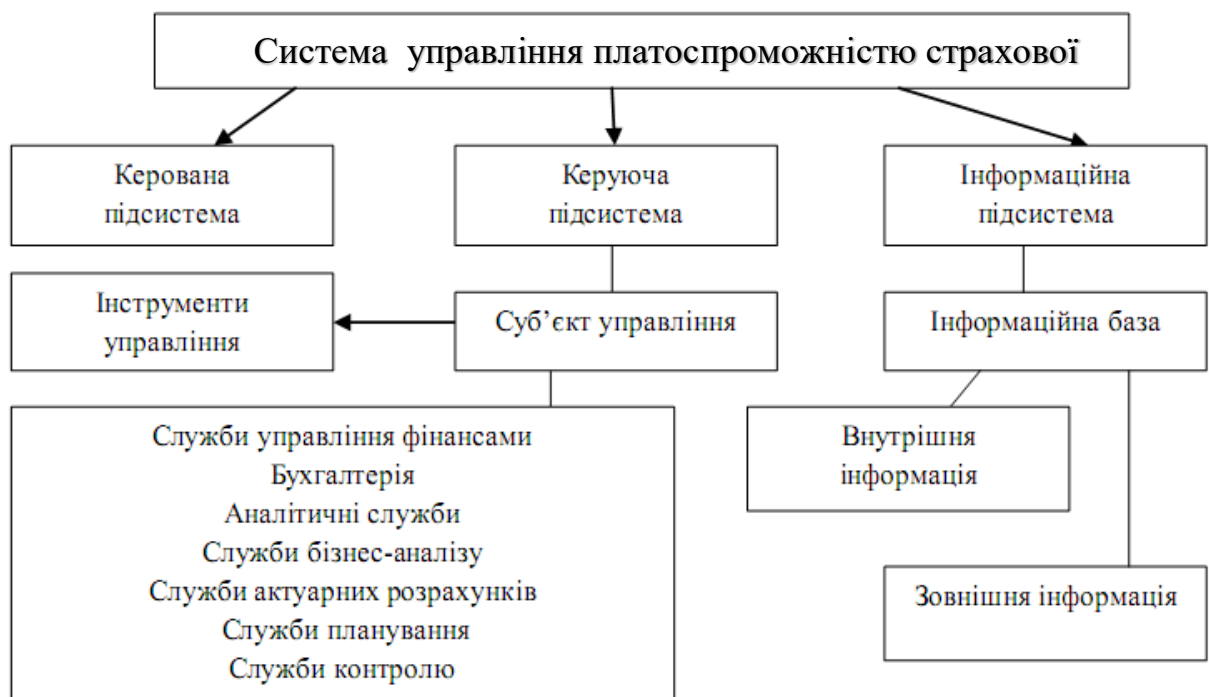 Система управління платоспроможністю страхової
Керована
підсистема
Керуюча
підсистема
Інформаційна
підсистема
Інструменти
управління
Суб’єкт управління
Інформаційна база
Служби управління фінансами
Бухгалтерія
Аналітичні служби
Служби бізнес-аналізу
Служби актуарних розрахунків
Служби планування
Служби контролю
Внутрішня
інформація
Зовнішня інформація